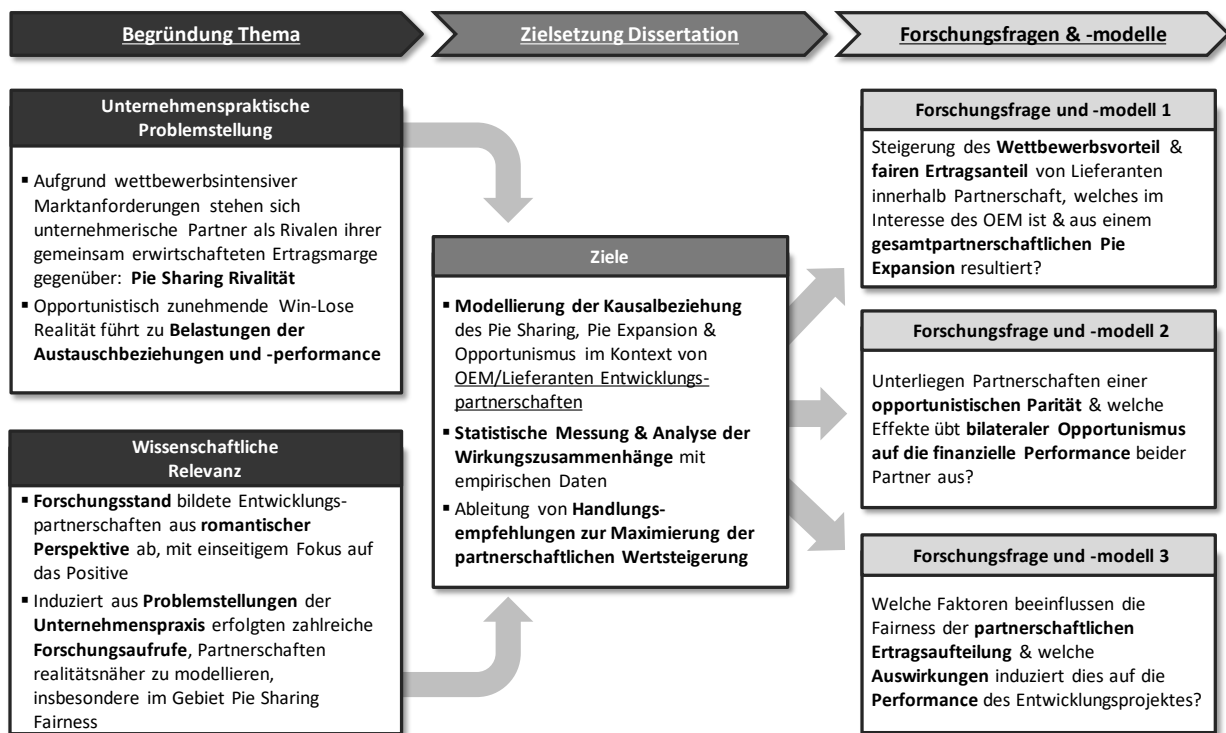 Begründung Thema
Zielsetzung Dissertation
Forschungsfragen & -modelle
Unternehmenspraktische
Problemstellung
▪ Aufgrund wettbewerbsintensiver
Marktanforderungen stehen sich
unternehmerische Partner als Rivalen ihrer
gemeinsam erwirtschafteten Ertragsmarge
gegenüber: Pie Sharing Rivalität
▪ Opportunistisch zunehmende Win-Lose
Realität führt zu Belastungen der
Austauschbeziehungen und -performance
Wissenschaftliche
Relevanz
▪ Forschungsstand bildete Entwicklungs-
partnerschaften aus romantischer
Perspektive ab, mit einseitigem Fokus auf
das Positive
▪ Induziert aus Problemstellungen der
Unternehmenspraxis erfolgten zahlreiche
Forschungsaufrufe, Partnerschaften
realitätsnäher zu modellieren,
insbesondere im Gebiet Pie Sharing
Fairness
Ziele
▪ Modellierung der Kausalbeziehung
des Pie Sharing, Pie Expansion &
Opportunismus im Kontext von
OEM/Lieferanten Entwicklungs-
partnerschaften
▪ Statistische Messung & Analyse der
Wirkungszusammenhänge mit
empirischen Daten
▪ Ableitung von Handlungs-
empfehlungen zur Maximierung der
partnerschaftlichen Wertsteigerung
Forschungsfrage und -modell 1
Steigerung des Wettbewerbsvorteil &
fairen Ertragsanteil von Lieferanten
innerhalb Partnerschaft, welches im
Interesse des OEM ist & aus einem
gesamtpartnerschaftlichen Pie
Expansion resultiert?
Forschungsfrage und -modell 2
Unterliegen Partnerschaften einer
opportunistischen Parität & welche
Effekte übt bilateraler Opportunismus
auf die finanzielle Performance beider
Partner aus?
Forschungsfrage und -modell 3
Welche Faktoren beeinflussen die
Fairness der partnerschaftlichen
Ertragsaufteilung & welche
Auswirkungen induziert dies auf die
Performance des Entwicklungsprojektes?